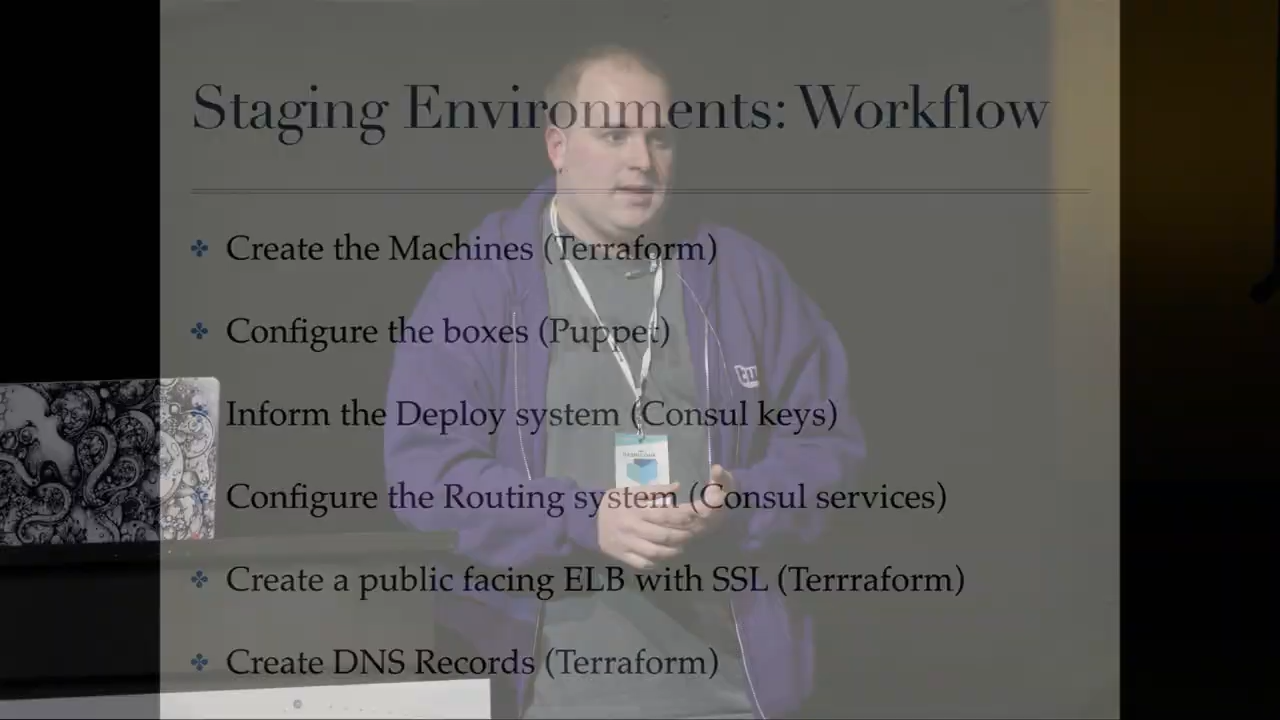 Staging Environments: Workflow
Create the Machines (Terraform)
Configure the boxes (Puppet)
Inform the Deploy system (Consul keys)
Configure the Routing system (Consul services)
Create a public facing ELB with SSL (Terrraform)
Create DNS Records (Terraform)